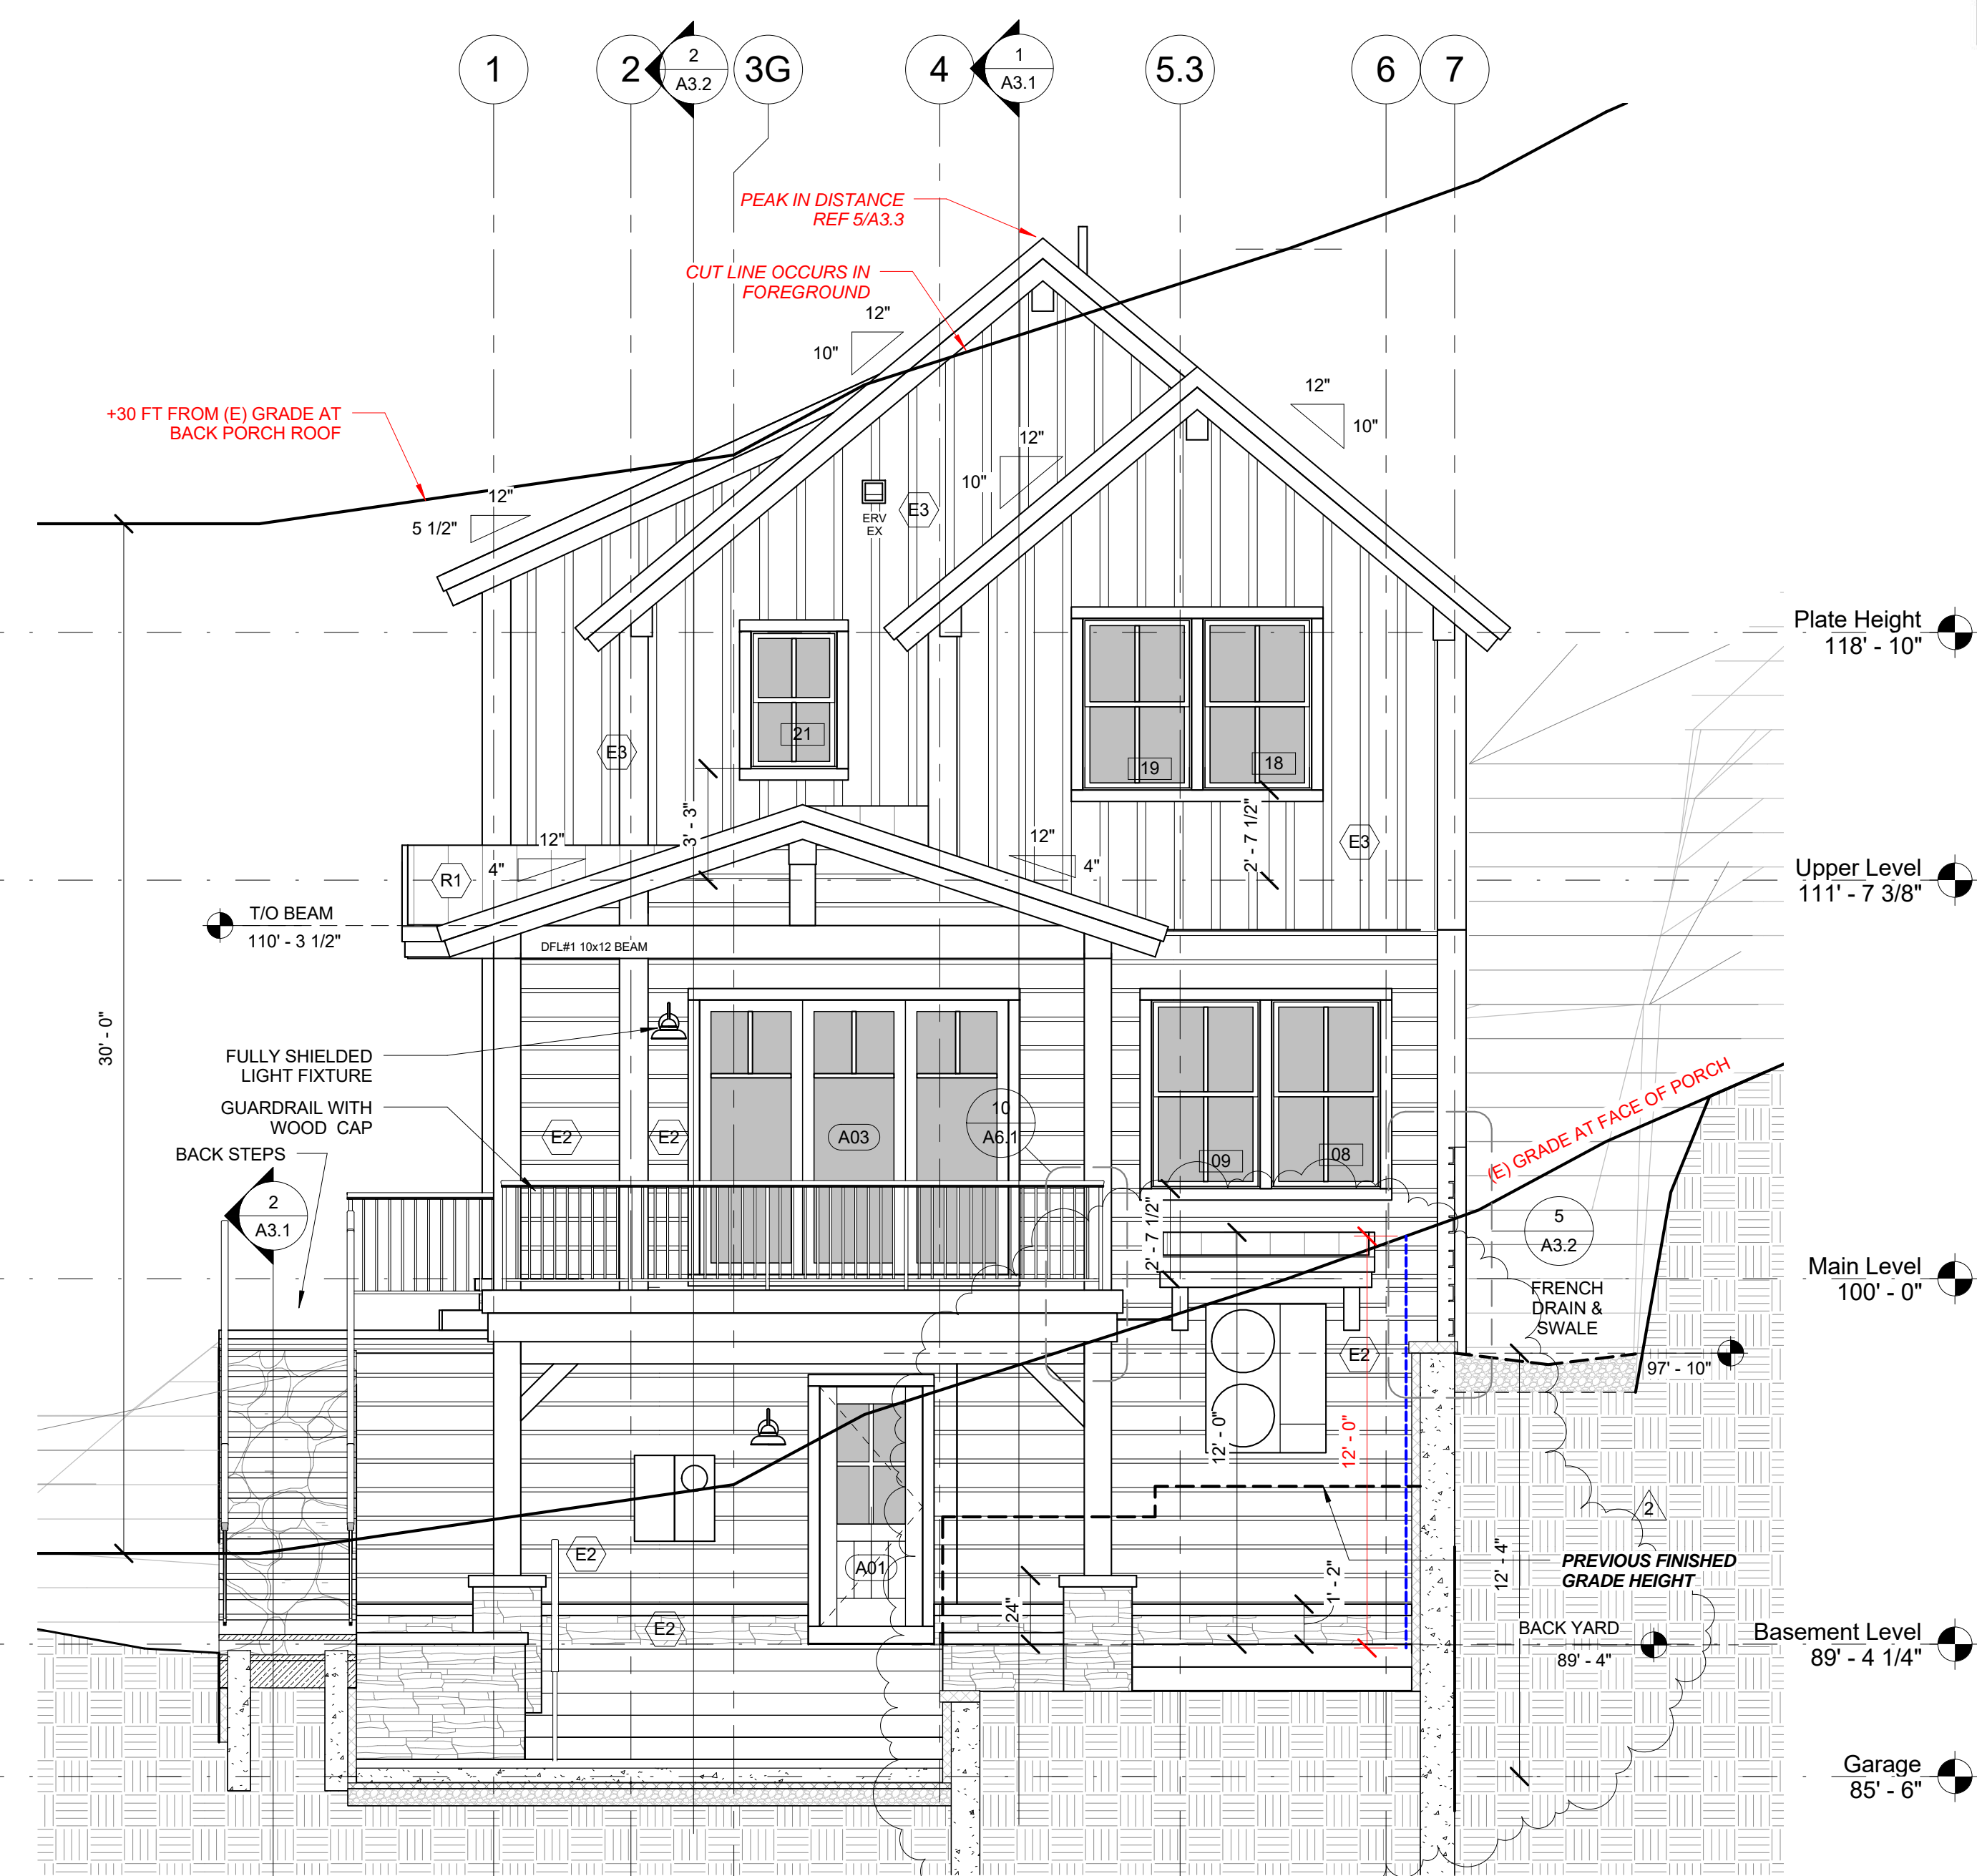 1
2
2
A3.2
3G
4
1
A3.1
5.3
6
7
PEAK IN DISTANCE
REF 5/A3.3
CUT LINE OCCURS IN
FOREGROUND
12"
10"
12"
10"
+30 FT FROM (E) GRADE AT
BACK PORCH ROOF
12"
5 1/2"
12"
10"
ERV
EX
E3
Plate Height
118' - 10"
21
19
18
E3
3' - 3"
2' - 7 1/2"
E3
12"
4"
12"
4"
R1
Upper Level
111' - 7 3/8"
T/O BEAM
110' - 3 1/2"
DFL#1 10x12 BEAM
30' - 0"
FULLY SHIELDED
LIGHT FIXTURE
GUARDRAIL WITH
WOOD CAP
BACK STEPS
E2
E2
A03
10
A6.1
09
08
(E) GRADE AT FACE OF PORCH
2
A3.1
2' - 7 1/2"
5
A3.2
FRENCH
DRAIN &
SWALE
Main Level
100' - 0"
E2
97' - 10"
12' - 0"
12' - 0"
2
E2
A01
12' - 4"
PREVIOUS FINISHED
GRADE HEIGHT
24"
1' - 2"
E2
BACK YARD
89' - 4"
Basement Level
89' - 4 1/4"
Garage
85' - 6"